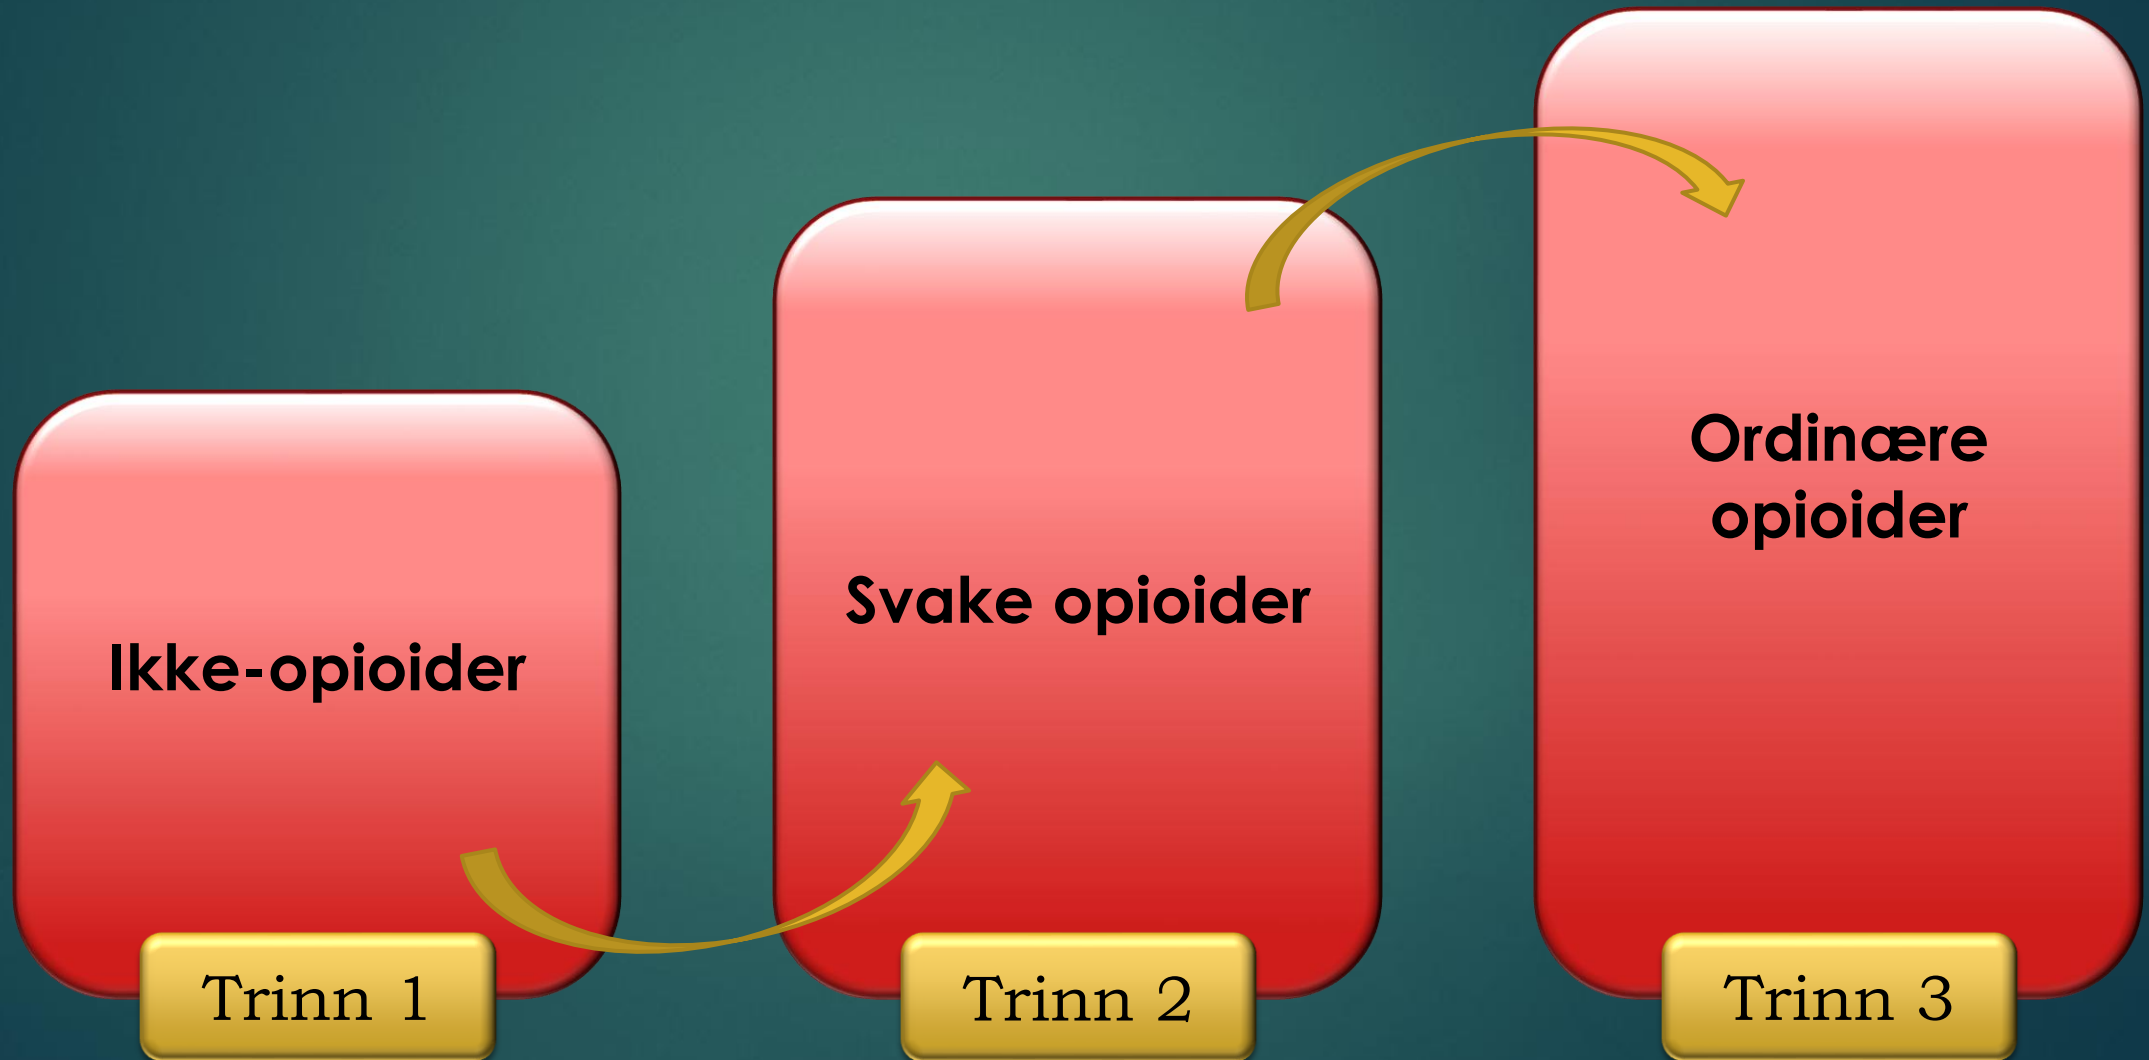 Ikke-opioider
Trinn 1
Svake opioider
Trinn 2
Ordinære
opioider
Trinn 3